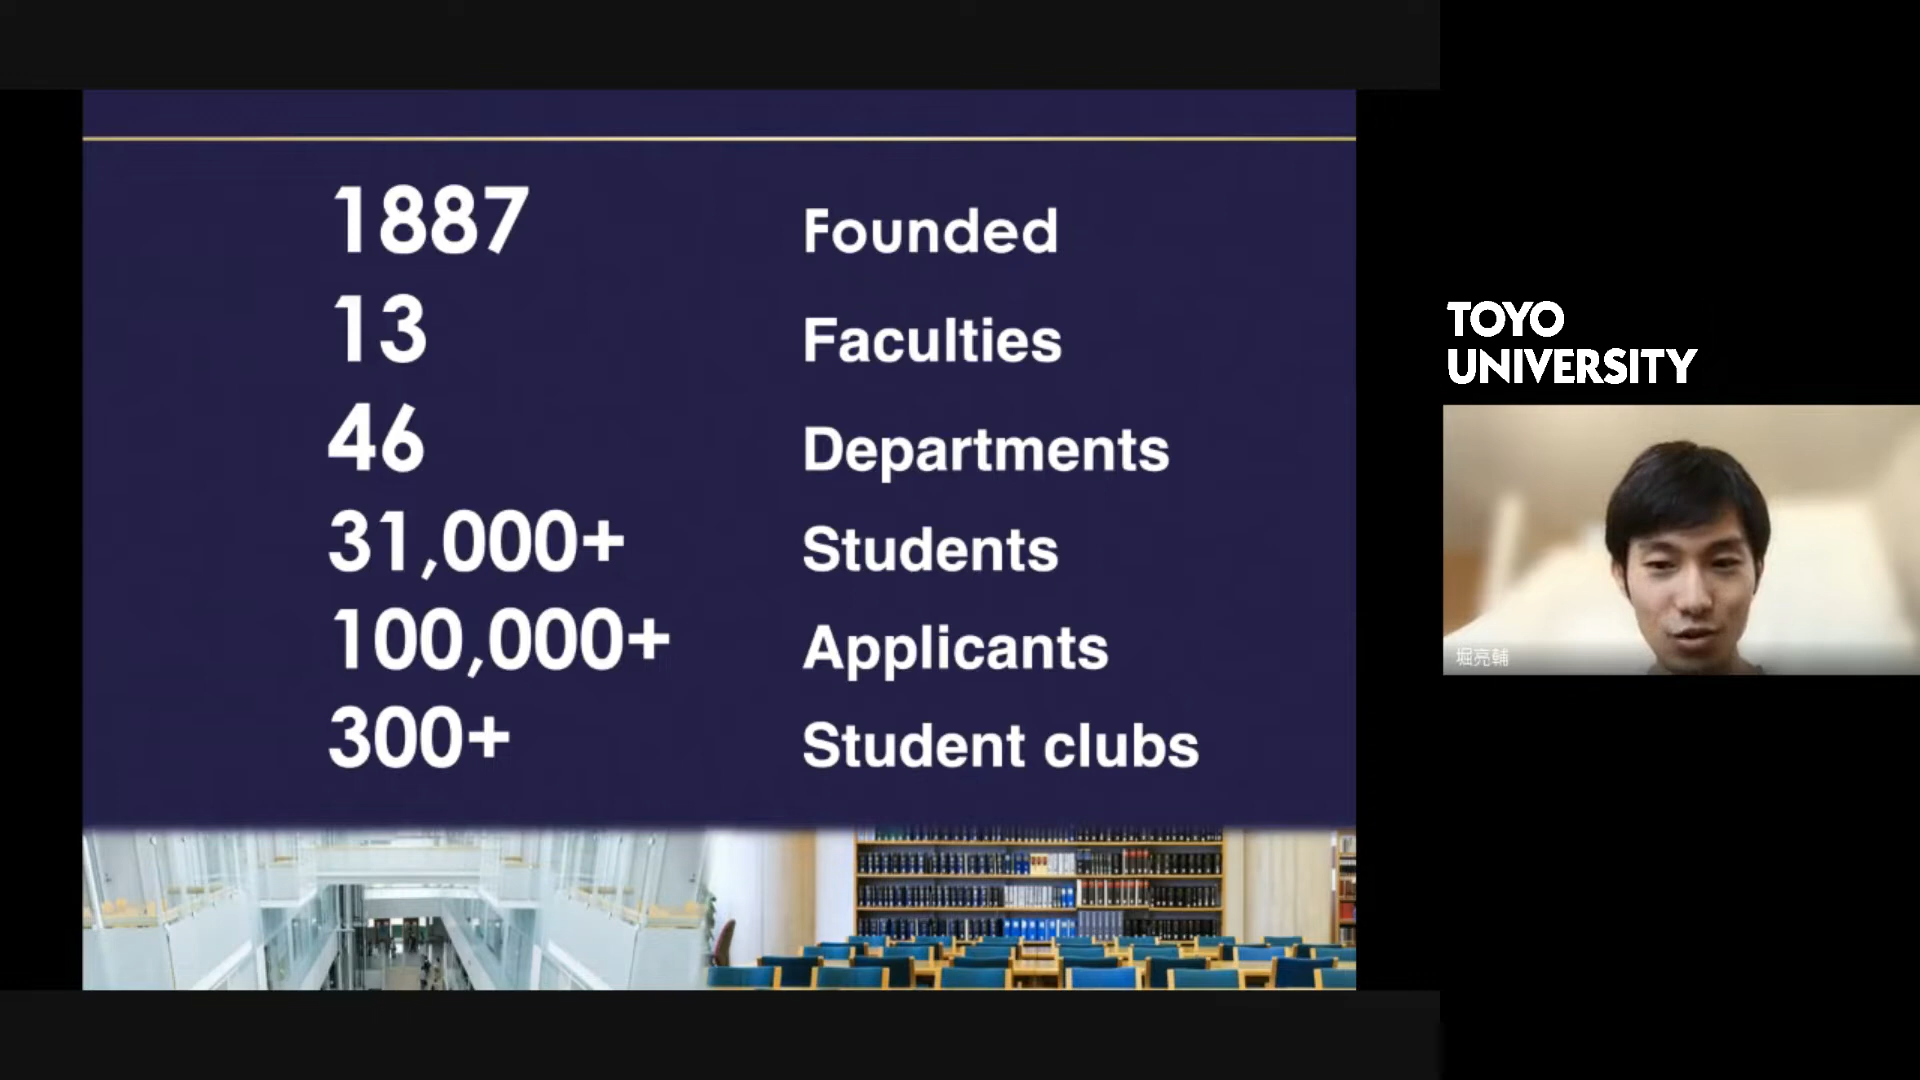 1887 Founded
13 Faculties
46 Departments
31,000+ Students
100,000+ Applicants
300+ Student clubs
TOYO
UNIVERSITY
堀亮輔